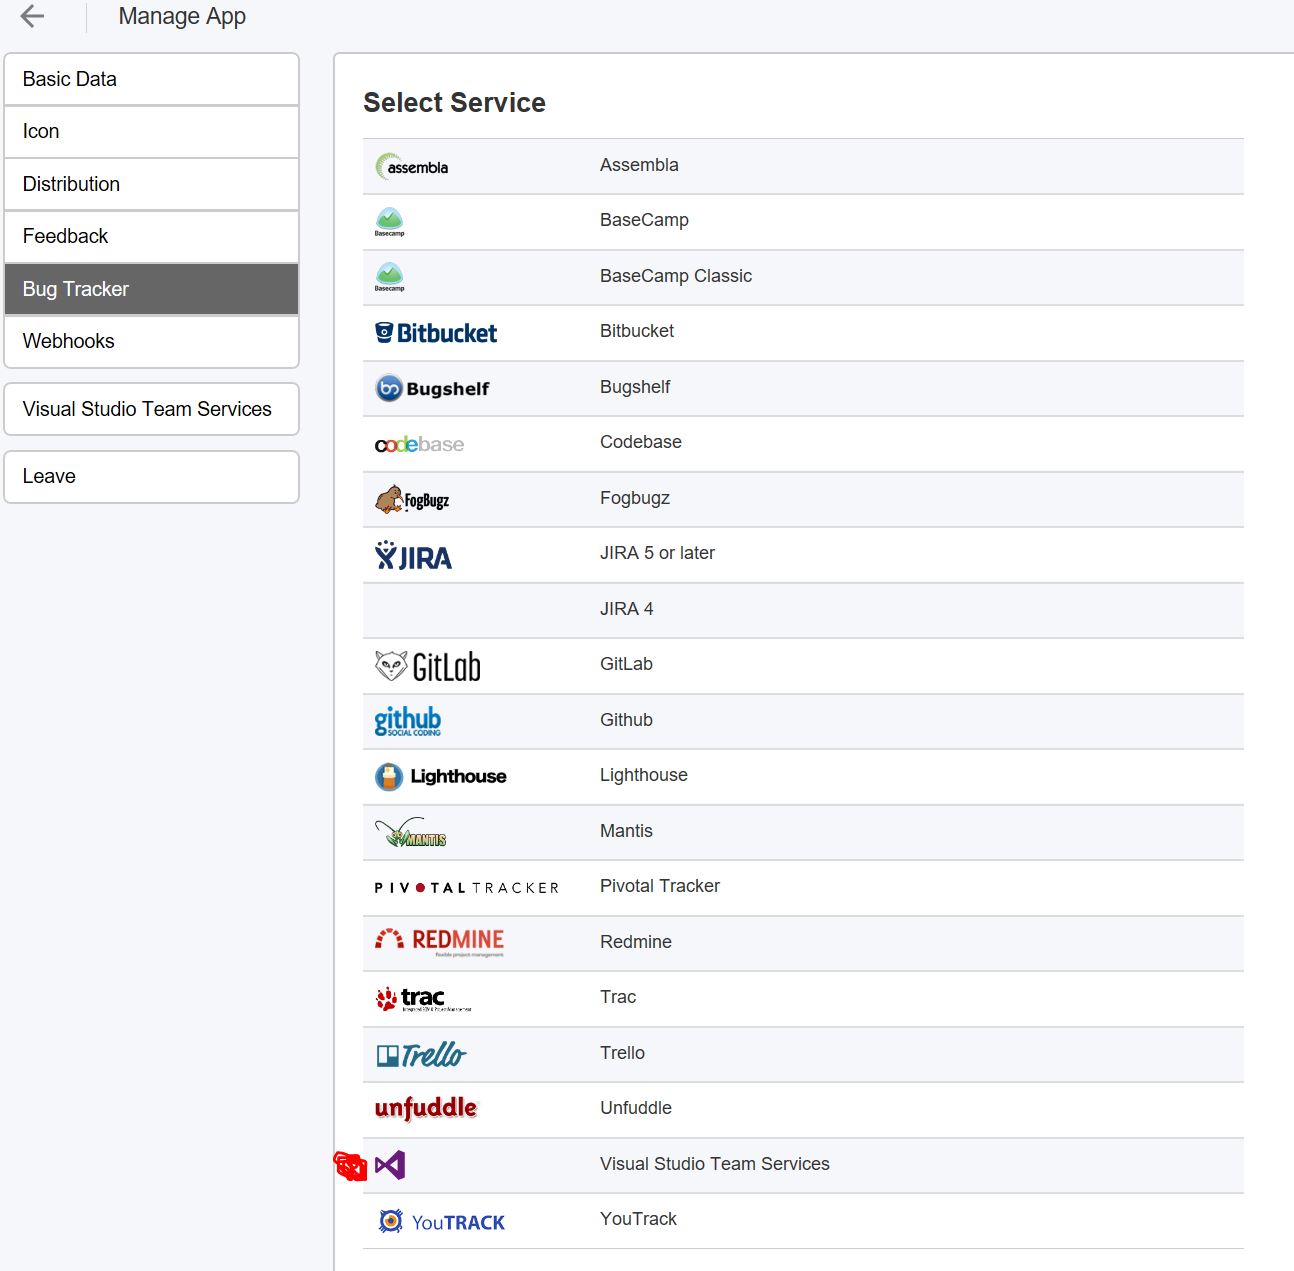 Manage App
Basic Data
Icon
Distribution
Feedback
Bug Tracker
Webhooks
Visual Studio Team Services
Leave
Select Service
assembla Assembla
Basecamp BaseCamp
Basecamp BaseCamp Classic
Bitbucket Bitbucket
Bugshelf Bugshelf
codebase Codebase
FogBugz Fogbugz
JIRA JIRA 5 or later
JIRA 4
GitLab GitLab
github SOCIAL CODING Github
Lighthouse Lighthouse
MANTIS Mantis
PIVOTAL TRACKER Pivotal Tracker
REDMINE Redmine
flexible project management
trac Trac
Trello Trello
unfuddle Unfuddle
Visual Studio Team Services
YouTRACK YouTrack